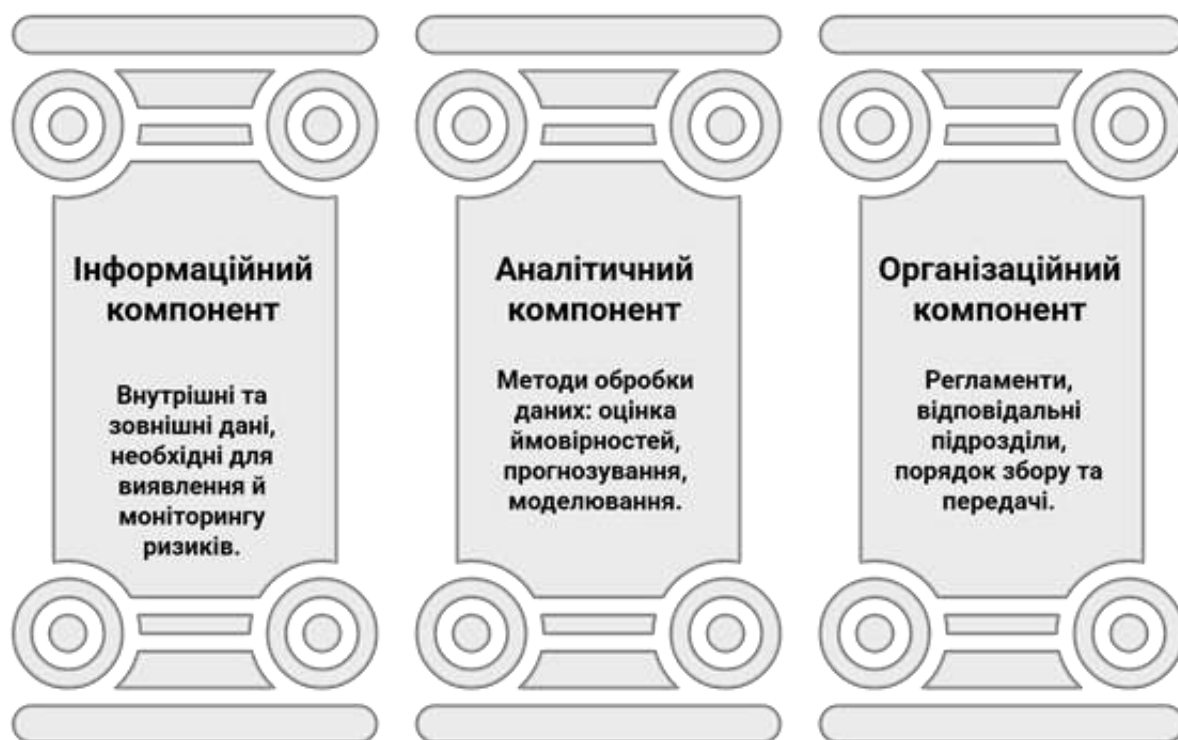 Інформаційний
компонент
Внутрішні та
зовнішні дані,
необхідні для
виявлення й
моніторингу
ризиків.
Аналітичний
компонент
Методи обробки
даних: оцінка
ймовірностей,
прогнозування,
моделювання.
Організаційний
компонент
Регламенти,
відповідальні
підрозділи,
порядок збору та
передачі.